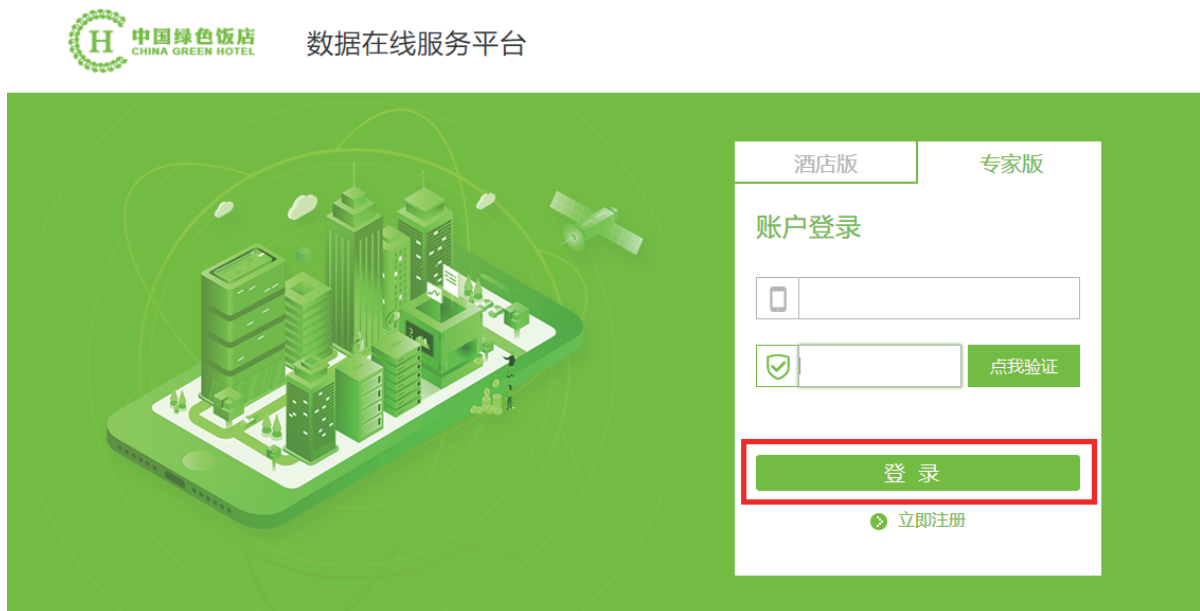 H
中国绿色饭店
CHINA GREEN HOTEL
数据在线服务平台
酒店版 专家版
账户登录
点我验证
登 录
立即注册